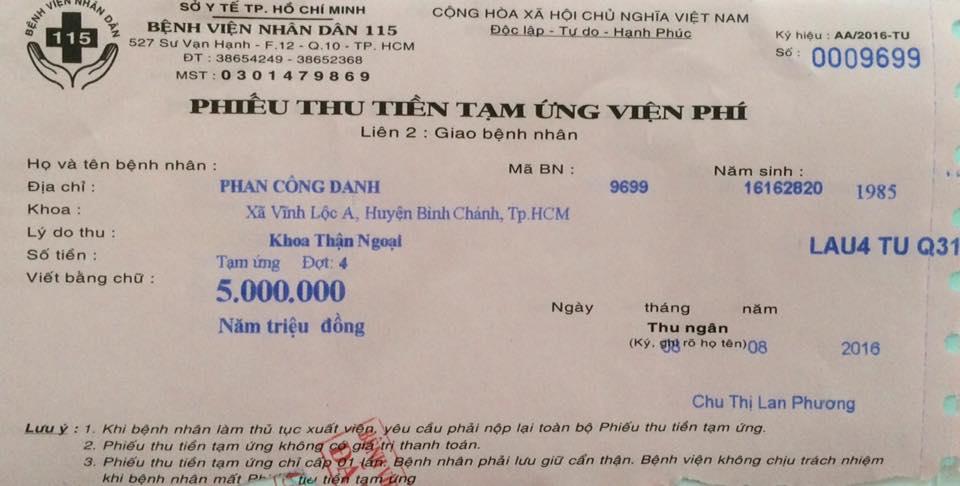 BỆNH VIỆN NHÂN DÂN
115
SỞ Y TẾ TP. HỒ CHÍ MINH
BỆNH VIỆN NHÂN DÂN 115
527 Sư Vạn Hạnh - F.12 - Q.10 - TP. HCM
ĐT : 38654249 - 38652368
MST : 0301479869
CỘNG HÒA XÃ HỘI CHỦ NGHĨA VIỆT NAM
Độc lập - Tự do - Hạnh Phúc
Ký hiệu : AA/2016-TU
Số : 0009699
PHIẾU THU TIỀN TẠM ỨNG VIỆN PHÍ
Liên 2 : Giao bệnh nhân
Họ và tên bệnh nhân : Mã BN : Năm sinh :
Địa chỉ : PHAN CÔNG DANH 9699 16162820 1985
Khoa : Xã Vĩnh Lộc A, Huyện Bình Chánh, Tp.HCM
Lý do thu : Khoa Thận Ngoại LAU4 TU Q31
Số tiền : Tạm ứng Đợt: 4
Viết bằng chữ : 5.000.000
Năm triệu đồng
Ngày tháng năm
Thu ngân
(Ký, ghi rõ họ tên)
08 08 2016
Chu Thị Lan Phương
Lưu ý : 1. Khi bệnh nhân làm thủ tục xuất viện, yêu cầu phải nộp lại toàn bộ Phiếu thu tiền tạm ứng.
2. Phiếu thu tiền tạm ứng không có giá trị thanh toán.
3. Phiếu thu tiền tạm ứng chỉ cấp 01 lần. Bệnh nhân phải lưu giữ cẩn thận. Bệnh viện không chịu trách nhiệm
khi bệnh nhân mất thu tiền tạm ứng